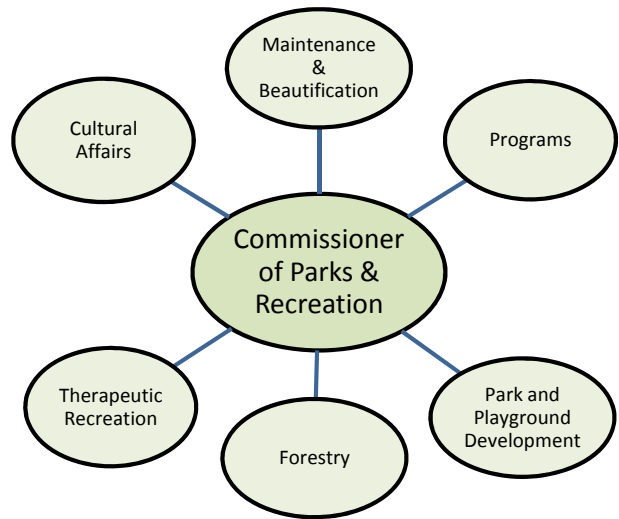 Maintenance
&
Beautification
Cultural
Affairs
Programs
Commissioner
of Parks &
Recreation
Therapeutic
Recreation
Forestry
Park and
Playground
Development